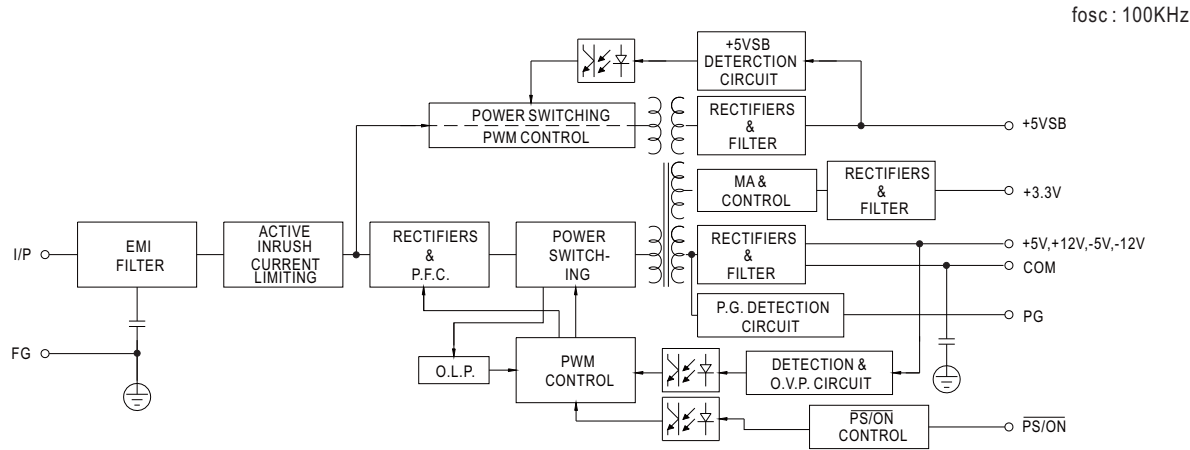 fosc : 100KHz
+5VSB
DETERCTION
CIRCUIT
POWER SWITCHING
PWM CONTROL
RECTIFIERS
&
FILTER
+5VSB
MA &
CONTROL
RECTIFIERS
&
FILTER
+3.3V
I/P
EMI
FILTER
ACTIVE
INRUSH
CURRENT
LIMITING
RECTIFIERS
&
P.F.C.
POWER
SWITCH-
ING
RECTIFIERS
&
FILTER
+5V,+12V,-5V,-12V
COM
P.G. DETECTION
CIRCUIT
PG
FG
O.L.P.
PWM
CONTROL
DETECTION &
O.V.P. CIRCUIT
PS/ON
CONTROL
PS/ON